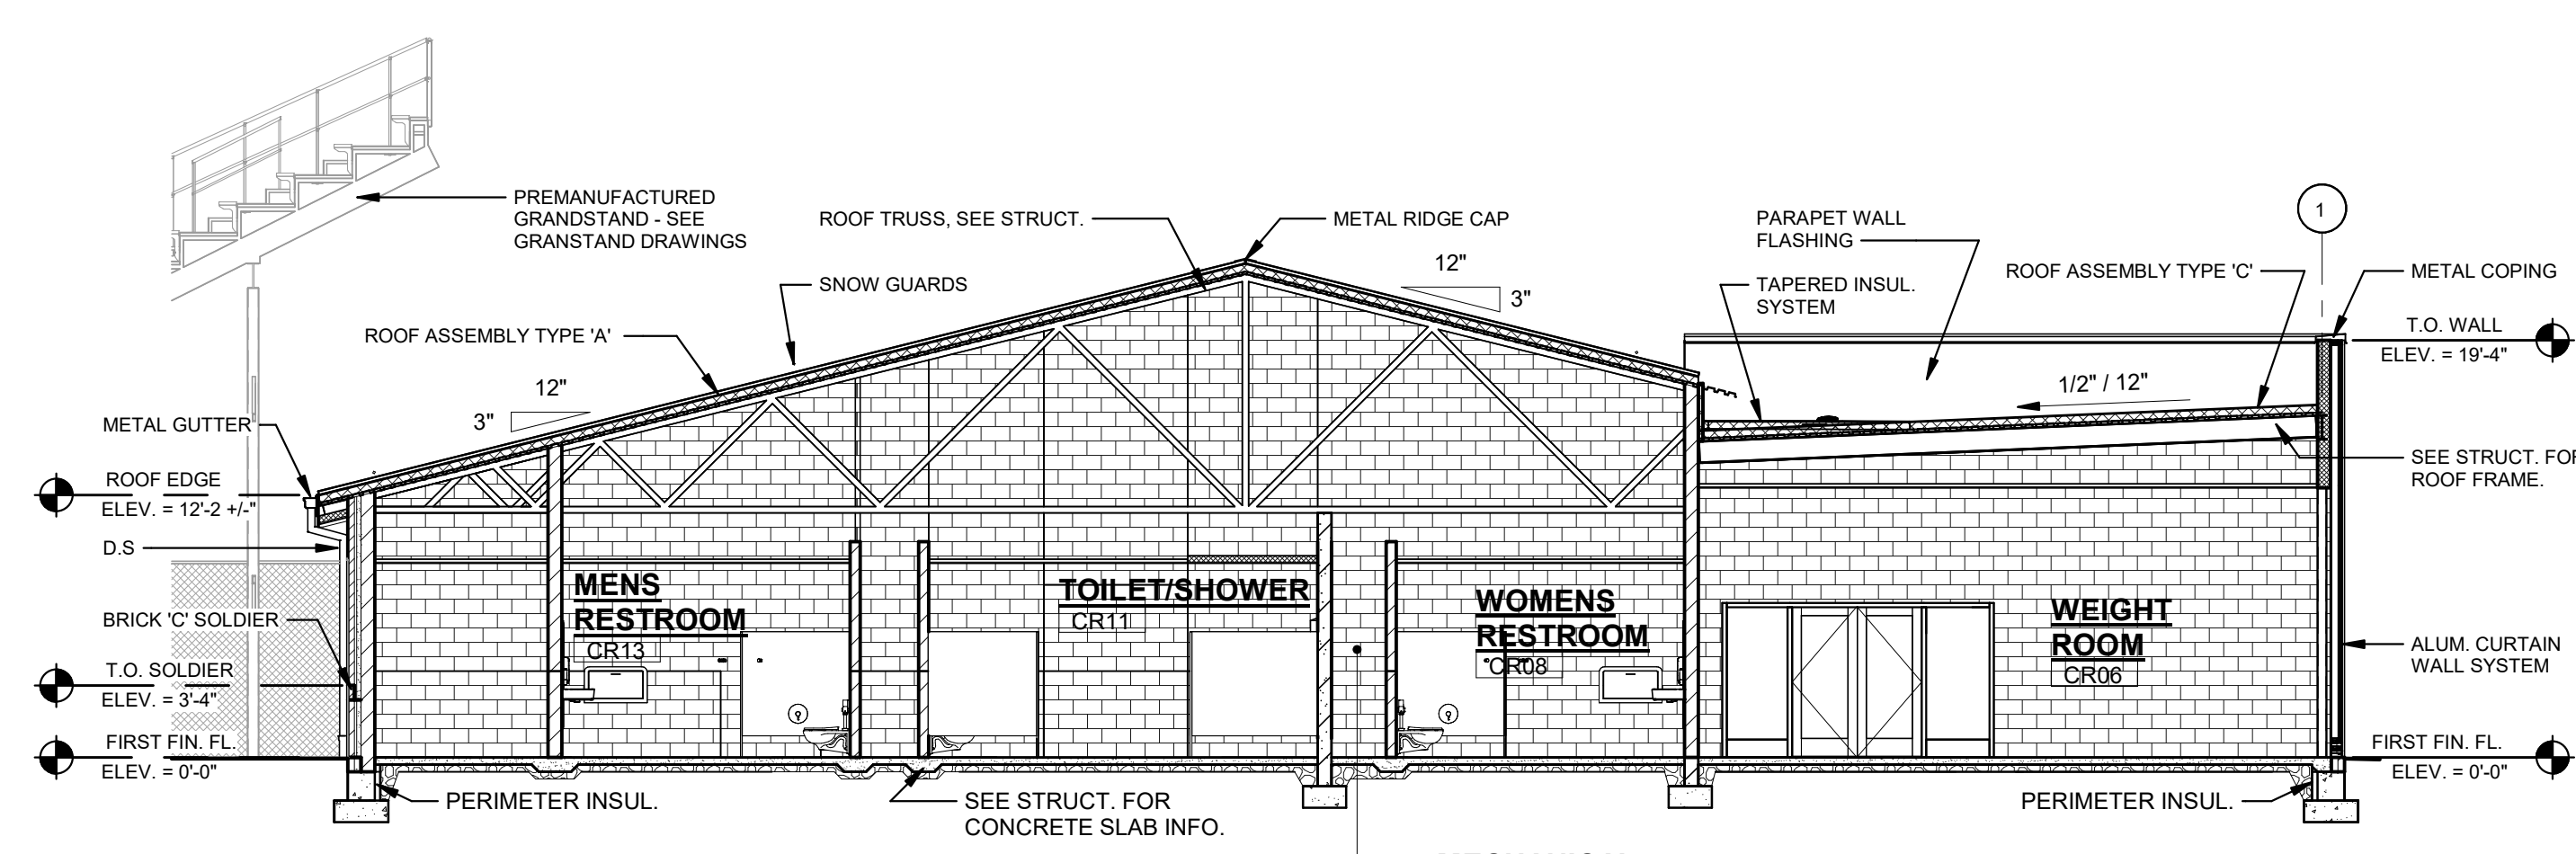 PREMANUFACTURED
GRANDSTAND - SEE
GRANSTAND DRAWINGS
ROOF TRUSS, SEE STRUCT.
METAL RIDGE CAP
PARAPET WALL
FLASHING
1
SNOW GUARDS
12"
3"
TAPERED INSUL.
SYSTEM
ROOF ASSEMBLY TYPE 'C'
METAL COPING
ROOF ASSEMBLY TYPE 'A'
T.O. WALL
ELEV. = 19'-4"
12"
3"
1/2" / 12"
METAL GUTTER
ROOF EDGE
ELEV. = 12'-2 +/-"
SEE STRUCT. FOR
ROOF FRAME.
D.S
MENS
RESTROOM
CR13
TOILET/SHOWER
CR11
WOMENS
RESTROOM
CR08
WEIGHT
ROOM
CR06
BRICK 'C' SOLDIER
T.O. SOLDIER
ELEV. = 3'-4"
ALUM. CURTAIN
WALL SYSTEM
FIRST FIN. FL.
ELEV. = 0'-0"
FIRST FIN. FL.
ELEV. = 0'-0"
PERIMETER INSUL.
SEE STRUCT. FOR
CONCRETE SLAB INFO.
PERIMETER INSUL.